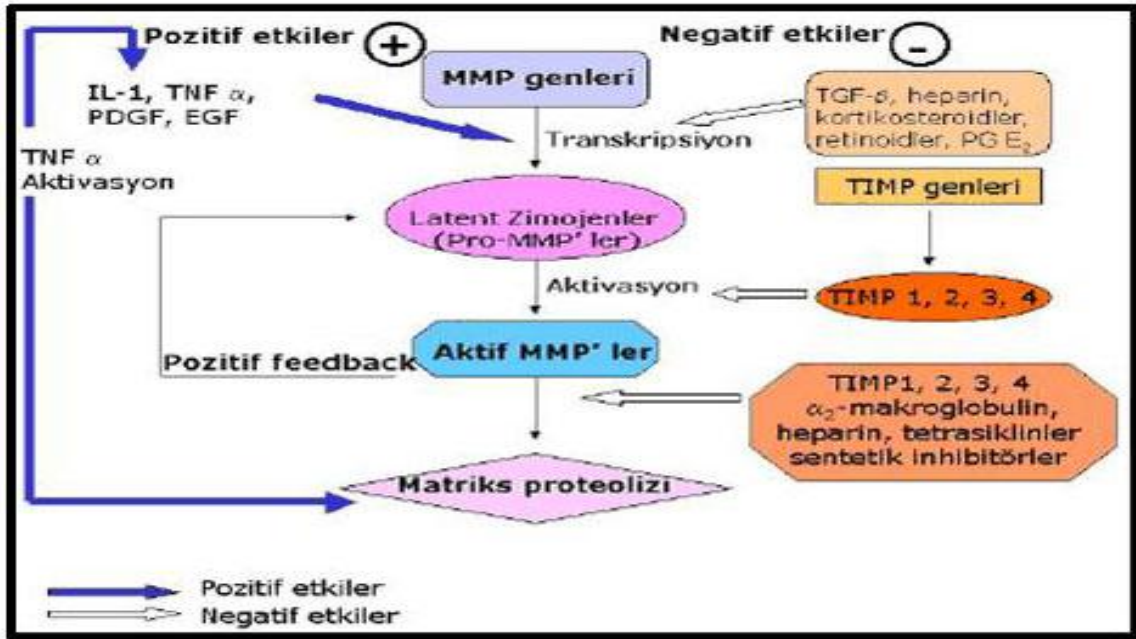 Pozitif etkiler +
Negatif etkiler -
MMP genleri
IL-1, TNF α,
PDGF, EGF
TGF-ß, heparin,
kortikosteroidler,
retinoidler, PG E₂
Transkripsiyon
TNF α
Aktivasyon
TIMP genleri
Latent Zimojenler
(Pro-MMP' ler)
Aktivasyon
TIMP 1, 2, 3, 4
Aktif MMP' ler
Pozitif feedback
TIMP1, 2, 3, 4
α₂-makroglobulin,
heparin, tetrasiklinler
sentetik inhibitörler
Matriks proteolizi
Pozitif etkiler
Negatif etkiler